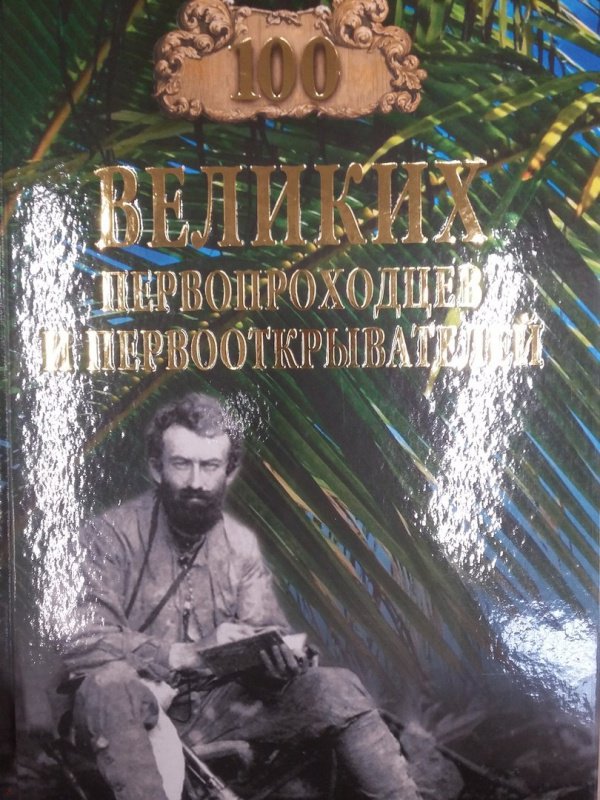 100
ВЕЛИКИХ
ПЕРВОПРОХОДЦЕВ
И ПЕРВООТКРЫВАТЕЛЕЙ